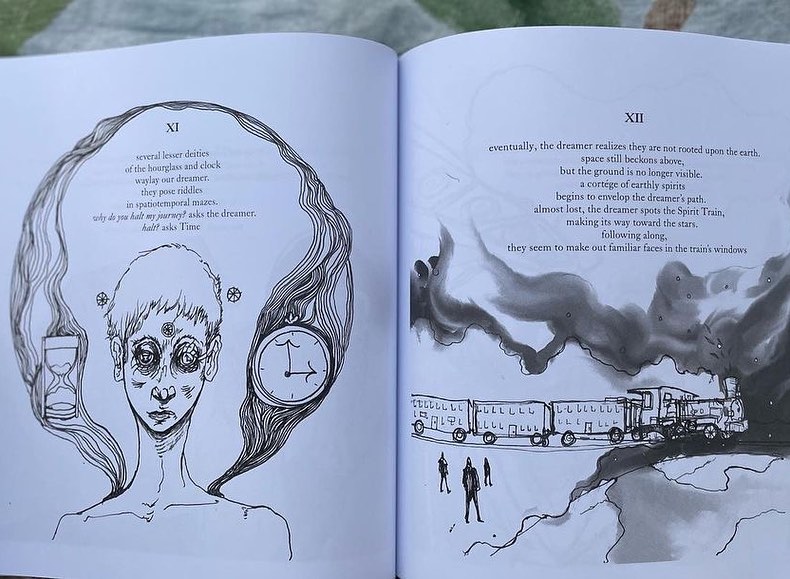 XI
several lesser deities
of the hourglass and clock
waylay our dreamer.
they pose riddles
in spatiotemporal mazes.
why do you halt my journey? asks the dreamer.
halt? asks Time
XII
eventually, the dreamer realizes they are not rooted upon the earth.
space still beckons above,
but the ground is no longer visible.
a cortège of earthly spirits
begins to envelop the dreamer's path.
almost lost, the dreamer spots the Spirit Train,
making its way toward the stars.
following along,
they seem to make out familiar faces in the train's windows